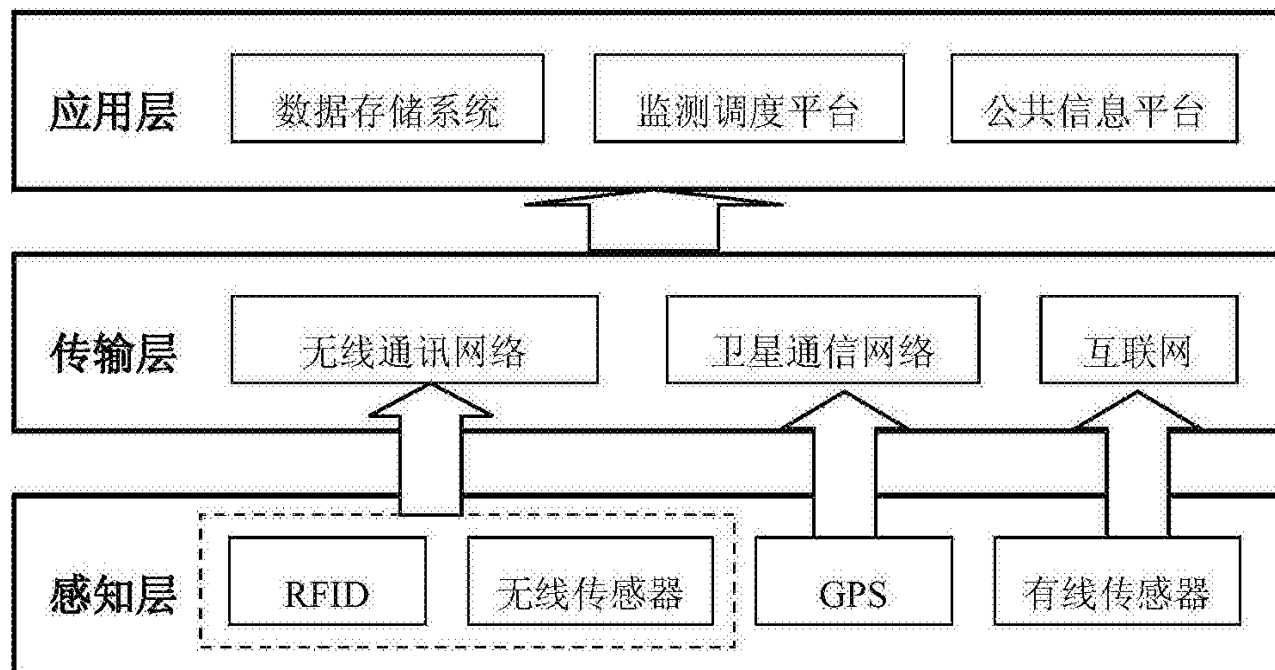 应用层 数据存储系统 监测调度平台 公共信息平台
传输层 无线通讯网络 卫星通信网络 互联网
感知层 RFID 无线传感器 GPS 有线传感器